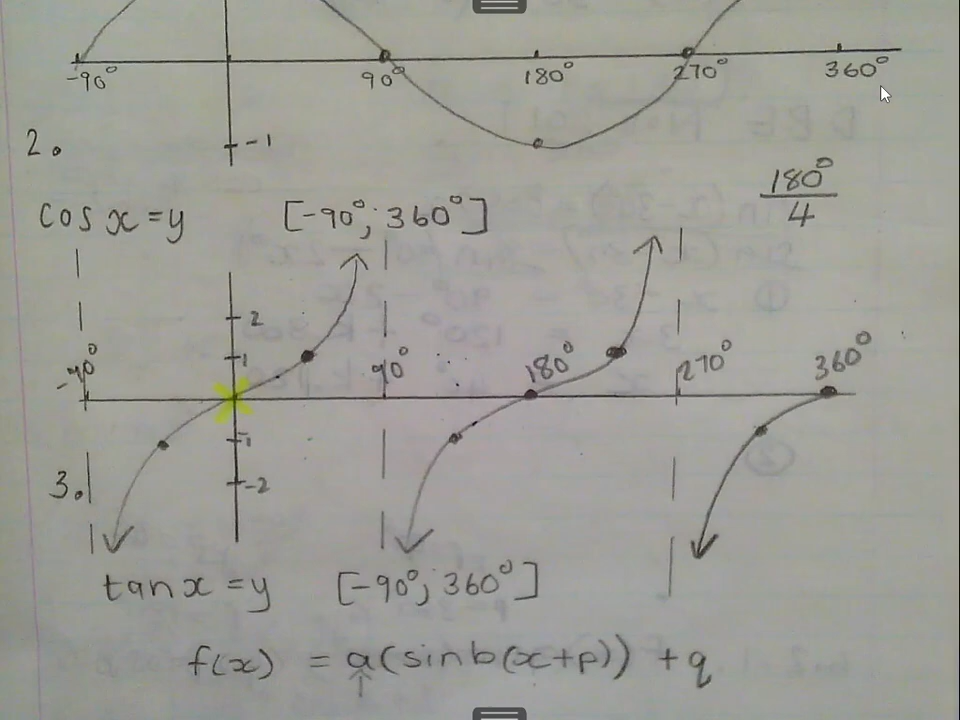 -90° 90° 180° 270° 360°
-1
2.
cos x = y [-90°; 360°]
180°/4
2
1
-90° 90° 180° 270° 360°
-1
-2
3.
tan x = y [-90°; 360°]
f(x) = a(sin b(x+p)) + q